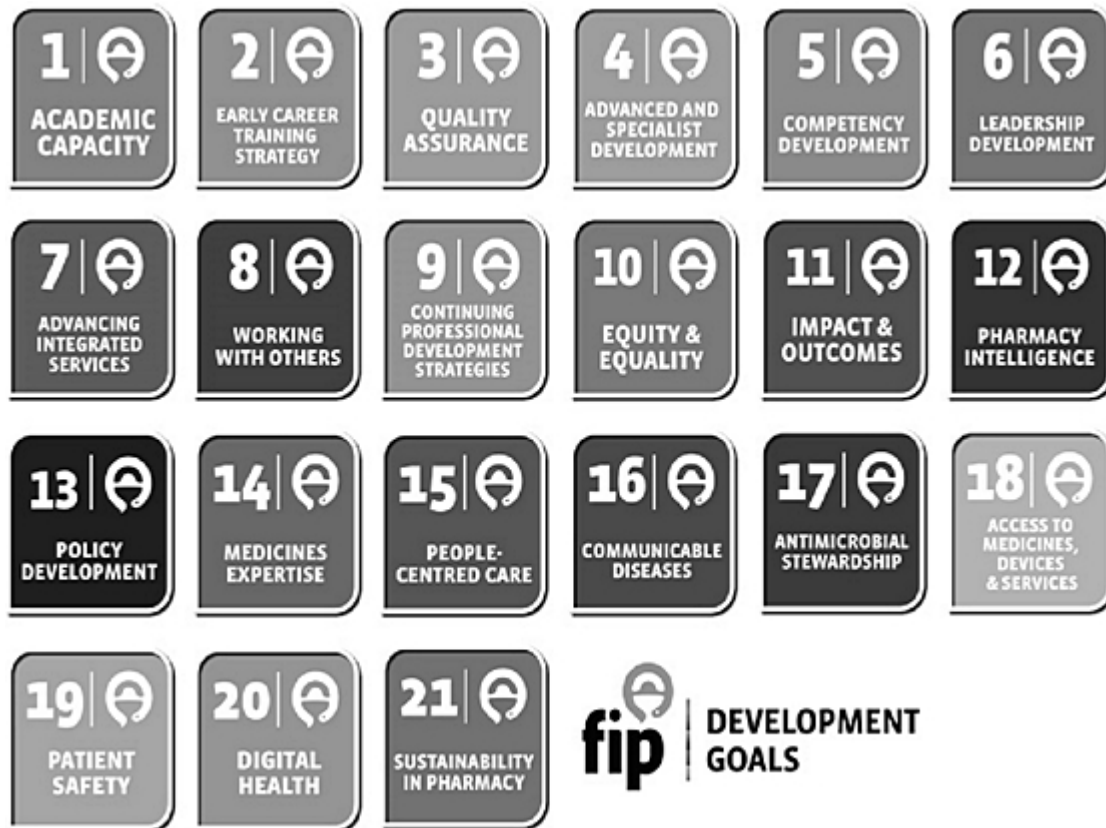 1
ACADEMIC
CAPACITY
2
EARLY CAREER
TRAINING
STRATEGY
3
QUALITY
ASSURANCE
4
ADVANCED AND
SPECIALIST
DEVELOPMENT
5
COMPETENCY
DEVELOPMENT
6
LEADERSHIP
DEVELOPMENT
7
ADVANCING
INTEGRATED
SERVICES
8
WORKING
WITH OTHERS
9
CONTINUING
PROFESSIONAL
DEVELOPMENT
STRATEGIES
10
EQUITY &
EQUALITY
11
IMPACT &
OUTCOMES
12
PHARMACY
INTELLIGENCE
13
POLICY
DEVELOPMENT
14
MEDICINES
EXPERTISE
15
PEOPLE-
CENTRED CARE
16
COMMUNICABLE
DISEASES
17
ANTIMICROBIAL
STEWARDSHIP
18
ACCESS TO
MEDICINES,
DEVICES
& SERVICES
19
PATIENT
SAFETY
20
DIGITAL
HEALTH
21
SUSTAINABILITY
IN PHARMACY
fip
DEVELOPMENT
GOALS